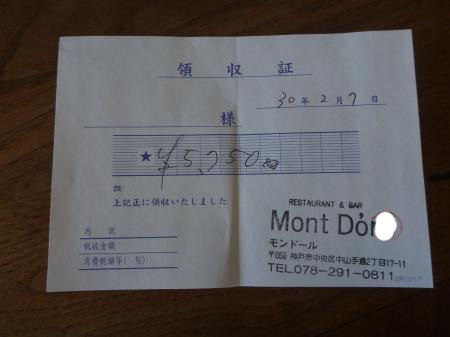 領収証
30年2月7日
様
★ ¥5,750
但
上記正に領収いたしました
RESTAURANT & BAR
Mont D'or
モンドール
内訳
〒650 神戸市中央区中山手通2丁目17-11
税抜金額
TEL.078-291-0811
消費税額等( %)